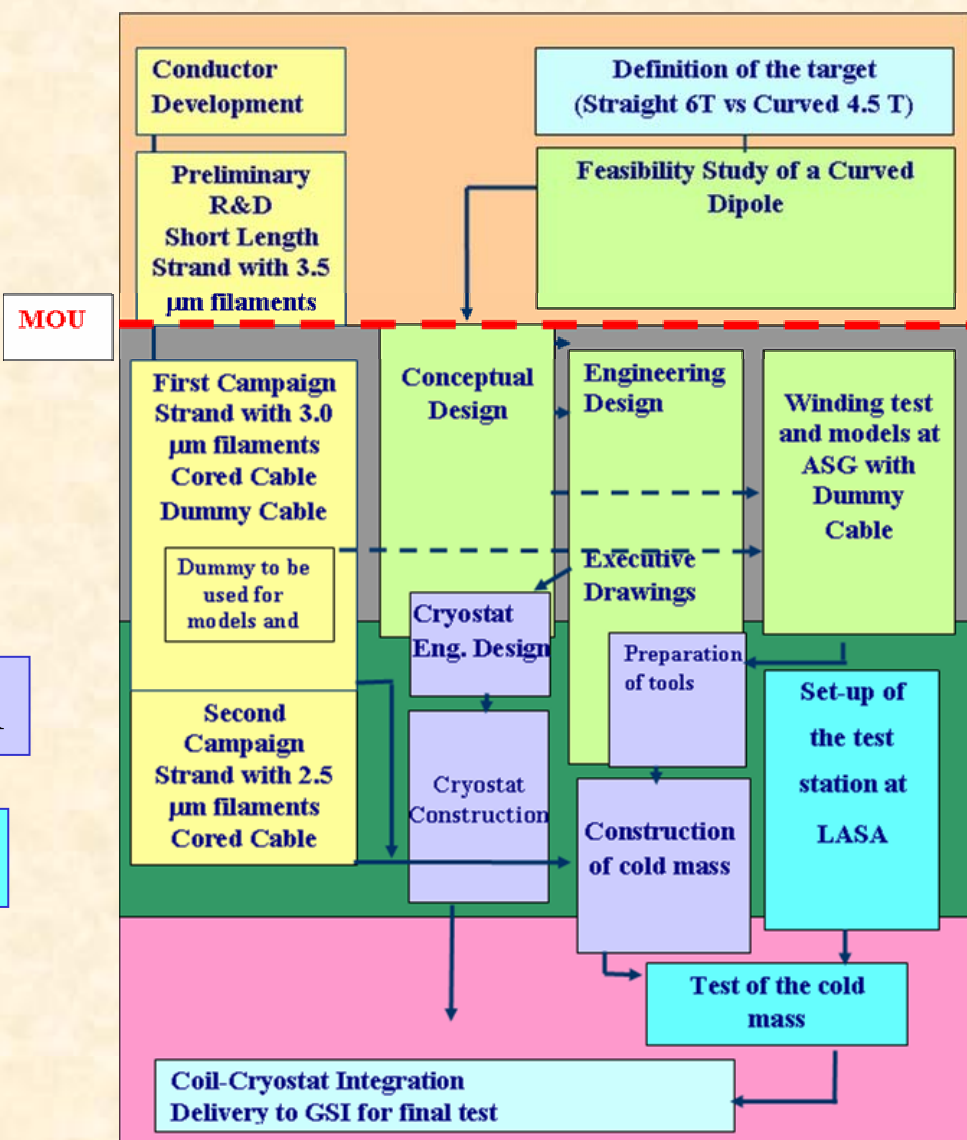 Conductor
Development
Definition of the target
(Straight 6T vs Curved 4.5 T)
Preliminary
R&D
Short Length
Strand with 3.5
µm filaments
Feasibility Study of a Curved
Dipole
MOU
First Campaign
Strand with 3.0
µm filaments
Cored Cable
Dummy Cable
Dummy to be
used for
models and
Conceptual
Design
Engineering
Design
Executive
Drawings
Winding test
and models at
ASG with
Dummy
Cable
Cryostat
Eng. Design
Preparation
of tools
Second
Campaign
Strand with 2.5
µm filaments
Cored Cable
Cryostat
Construction
Construction
of cold mass
Set-up of
the test
station at
LASA
Test of the cold
mass
Coil-Cryostat Integration
Delivery to GSI for final test